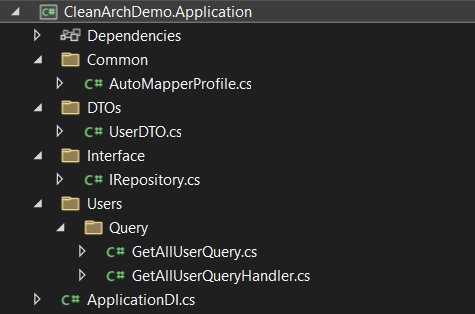 C# CleanArchDemo.Application
Dependencies
Common
C# AutoMapperProfile.cs
DTOs
C# UserDTO.cs
Interface
C# IRepository.cs
Users
Query
C# GetAllUserQuery.cs
C# GetAllUserQueryHandler.cs
C# ApplicationDI.cs